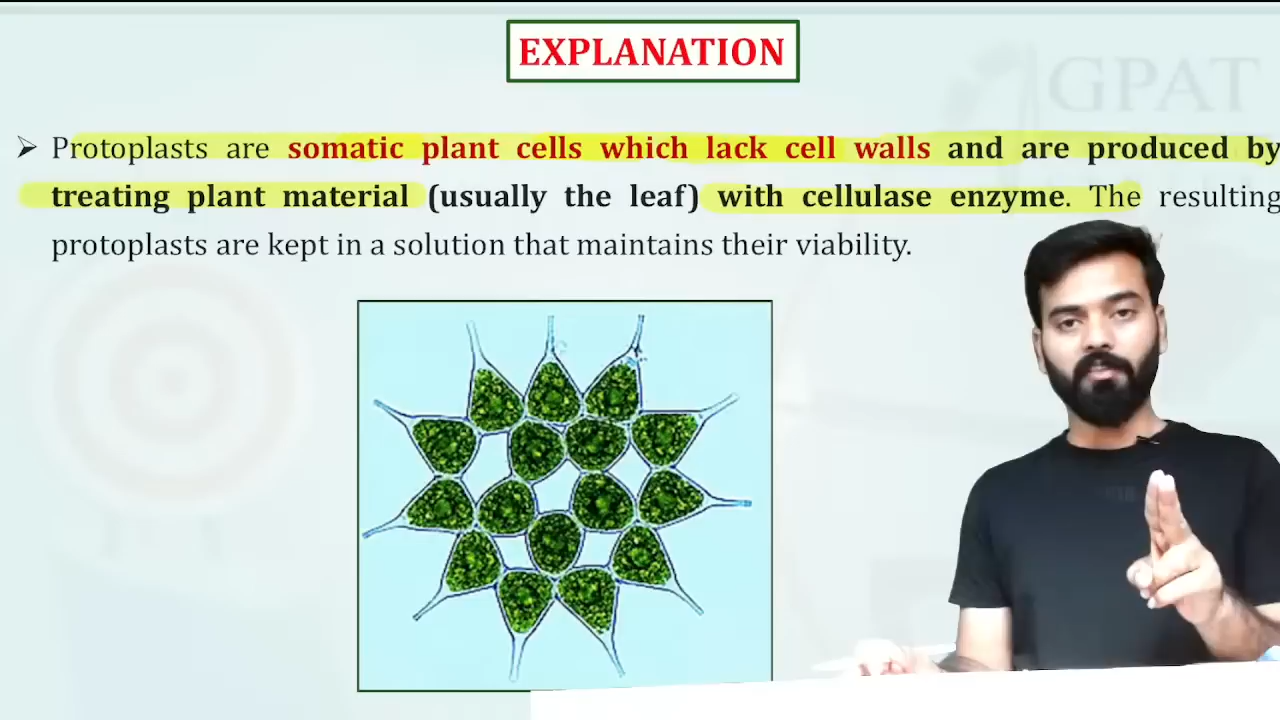 EXPLANATION
GPAT
➢ Protoplasts are somatic plant cells which lack cell walls and are produced by
treating plant material (usually the leaf) with cellulase enzyme. The resulting
protoplasts are kept in a solution that maintains their viability.